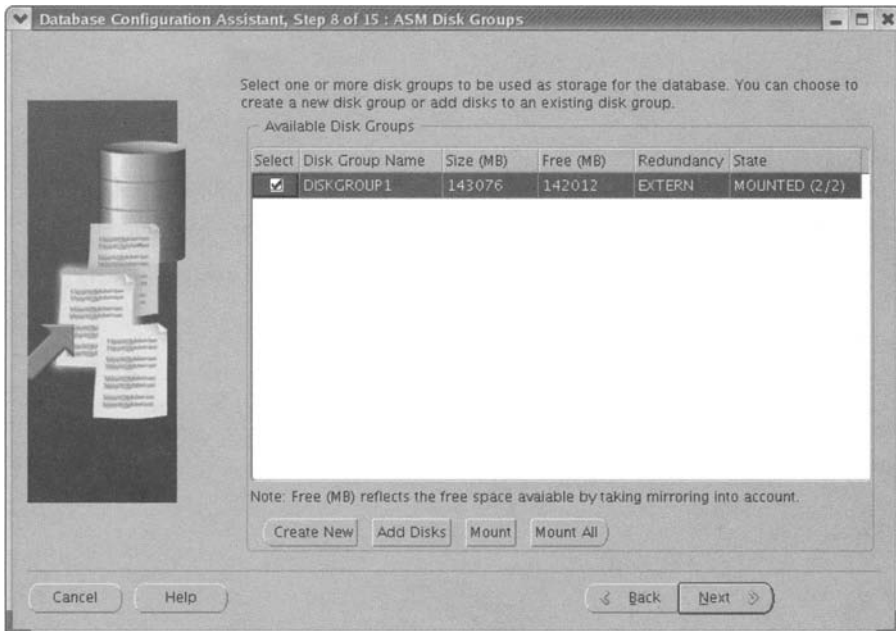 Database Configuration Assistant, Step 8 of 15 : ASM Disk Groups
Select one or more disk groups to be used as storage for the database. You can choose to
create a new disk group or add disks to an existing disk group.
Available Disk Groups
Select Disk Group Name Size (MB) Free (MB) Redundancy State
DISKGROUP1 143076 142012 EXTERN MOUNTED (2/2)
Note: Free (MB) reflects the free space avaiable by taking mirroring into account.
Create New Add Disks Mount Mount All
Cancel Help Back Next